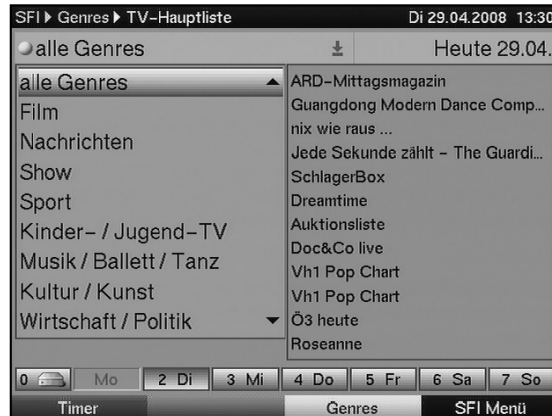 SFI Genres TV-Hauptliste Di 29.04.2008 13:30
alle Genres Heute 29.04.
alle Genres
Film
Nachrichten
Show
Sport
Kinder- / Jugend-TV
Musik / Ballett / Tanz
Kultur / Kunst
Wirtschaft / Politik
ARD-Mittagsmagazin
Guangdong Modern Dance Comp...
nix wie raus ...
Jede Sekunde zählt - The Guardi...
SchlagerBox
Dreamtime
Auktionsliste
Doc&Co live
Vh1 Pop Chart
Vh1 Pop Chart
Ö3 heute
Roseanne
0 Mo 2 Di 3 Mi 4 Do 5 Fr 6 Sa 7 So
Timer Genres SFI Menü